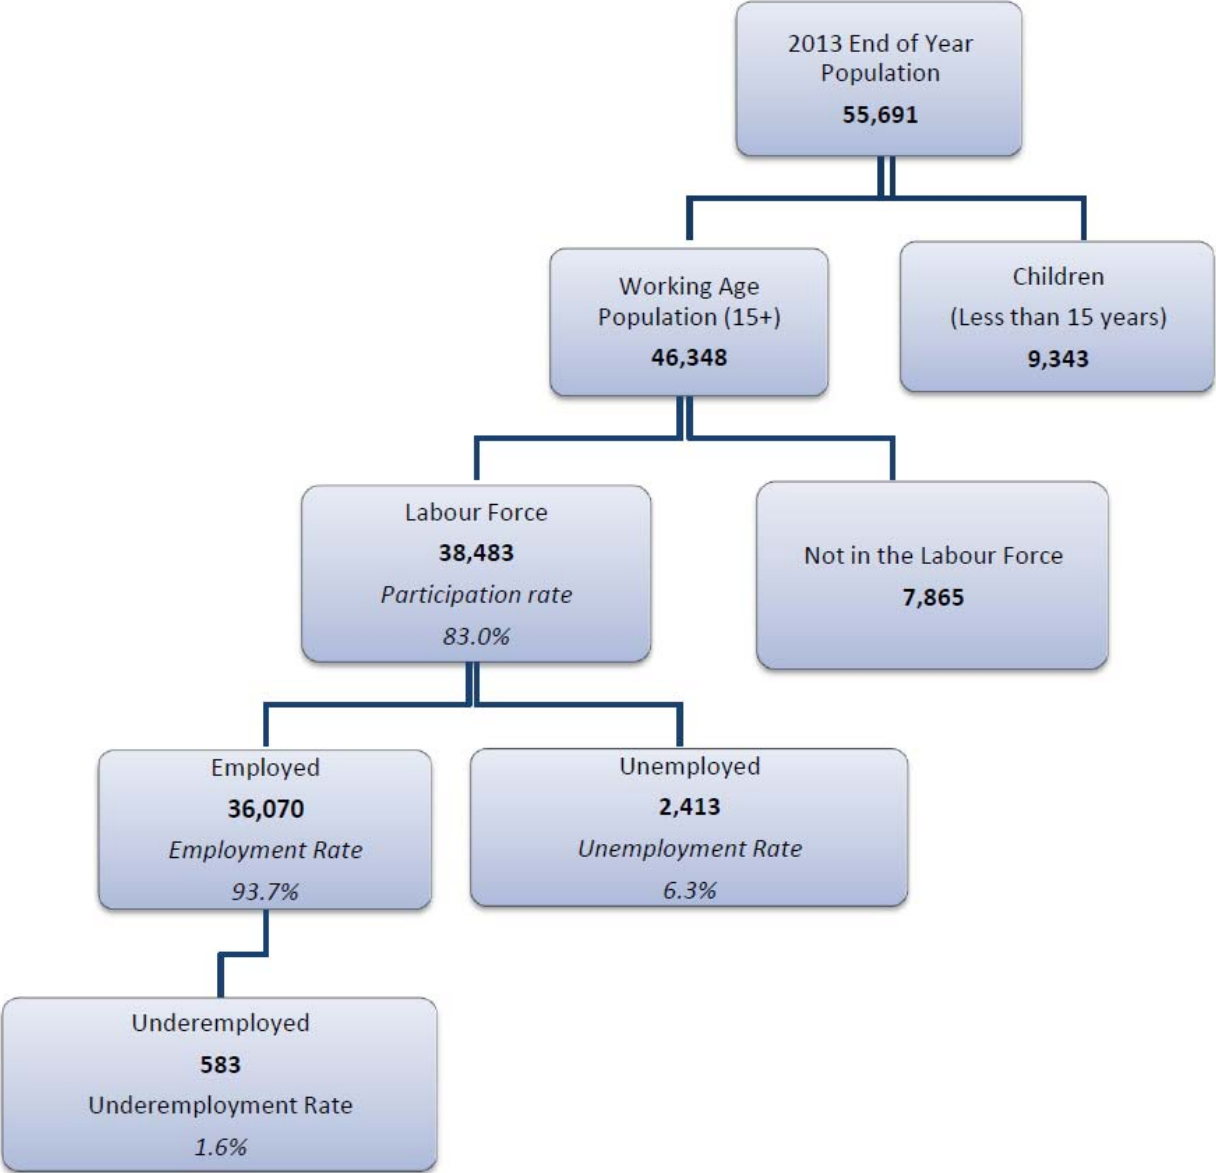 2013 End of Year
Population
55,691
Working Age
Population (15+)
46,348
Children
(Less than 15 years)
9,343
Labour Force
38,483
Participation rate
83.0%
Not in the Labour Force
7,865
Employed
36,070
Employment Rate
93.7%
Unemployed
2,413
Unemployment Rate
6.3%
Underemployed
583
Underemployment Rate
1.6%